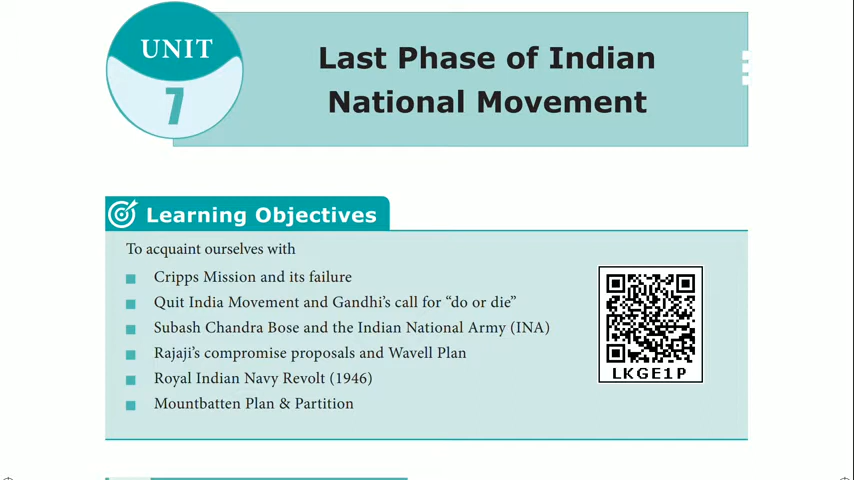 UNIT
7
Last Phase of Indian
National Movement
Learning Objectives
To acquaint ourselves with
Cripps Mission and its failure
Quit India Movement and Gandhi’s call for “do or die”
Subash Chandra Bose and the Indian National Army (INA)
Rajaji’s compromise proposals and Wavell Plan
Royal Indian Navy Revolt (1946)
Mountbatten Plan & Partition
LKGE1P